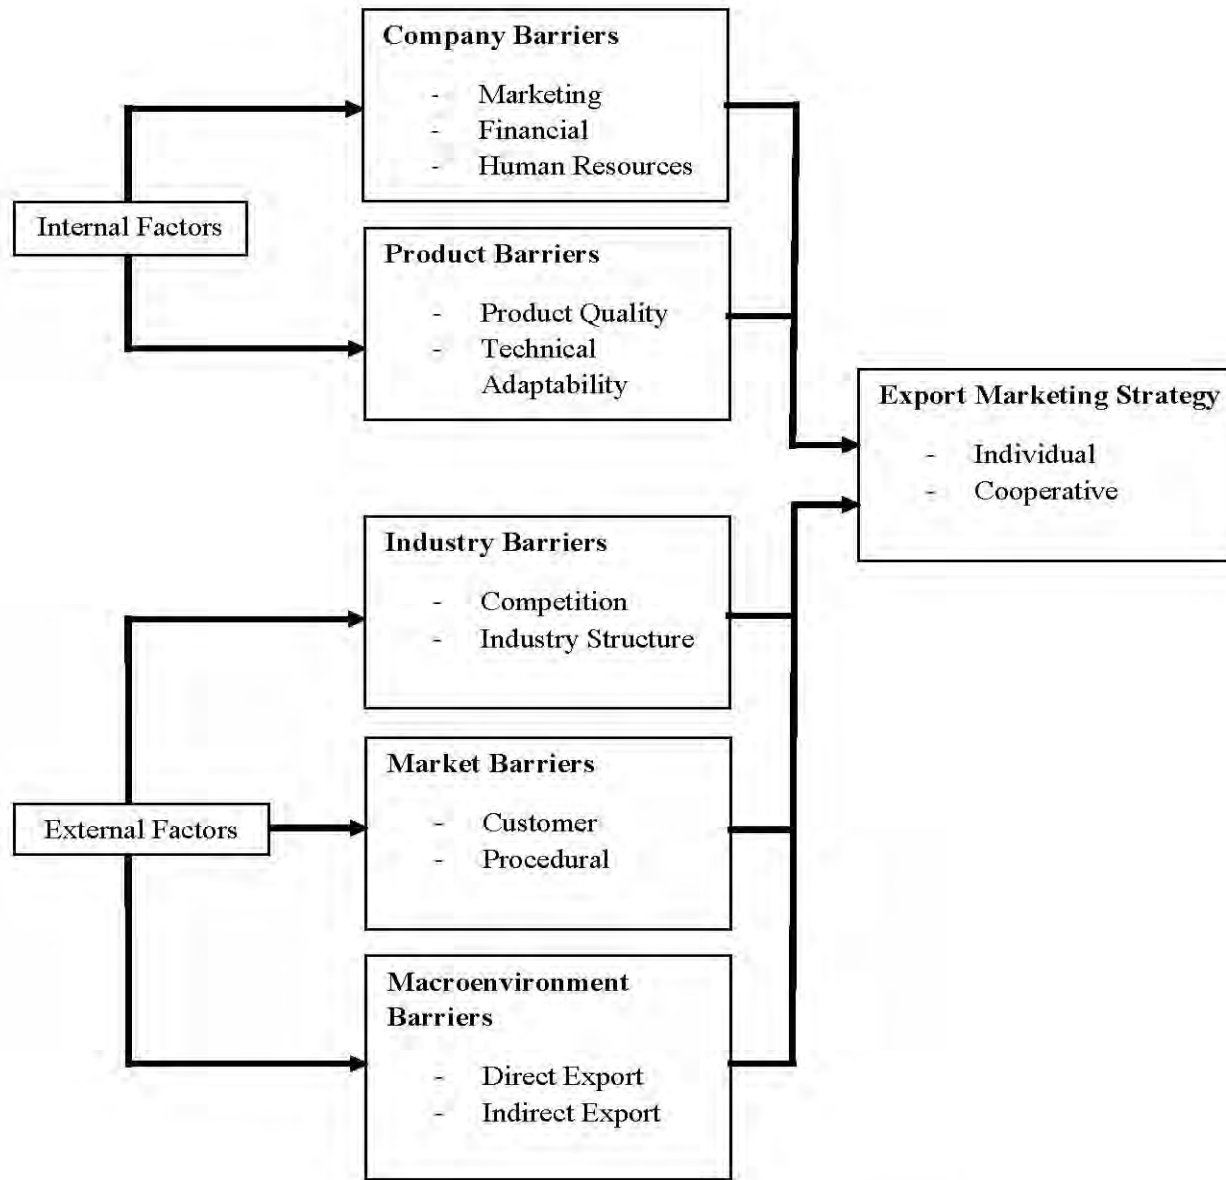 Company Barriers
- Marketing
- Financial
- Human Resources
Internal Factors
Product Barriers
- Product Quality
- Technical
Adaptability
Export Marketing Strategy
- Individual
- Cooperative
Industry Barriers
- Competition
- Industry Structure
Market Barriers
- Customer
- Procedural
External Factors
Macroenvironment
Barriers
- Direct Export
- Indirect Export